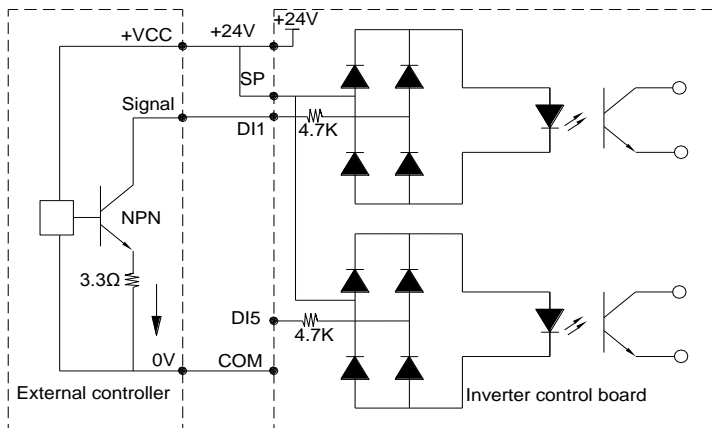 +24V
+VCC
+24V
SP
Signal
DI1
4.7K
NPN
3.3Ω
DI5
4.7K
0V
COM
External controller
Inverter control board